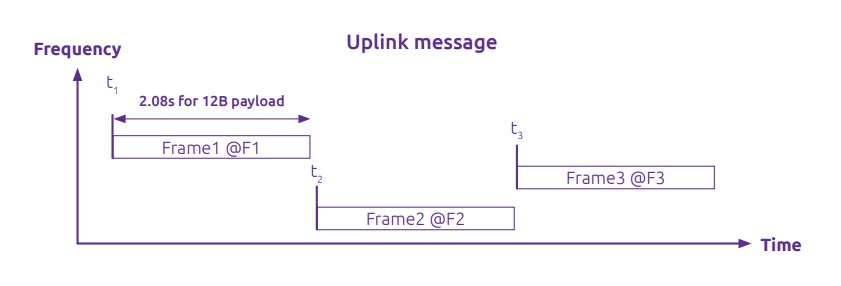 Uplink message
Frequency
t1
2.08s for 12B payload
Frame1 @F1
t2
Frame2 @F2
t3
Frame3 @F3
Time